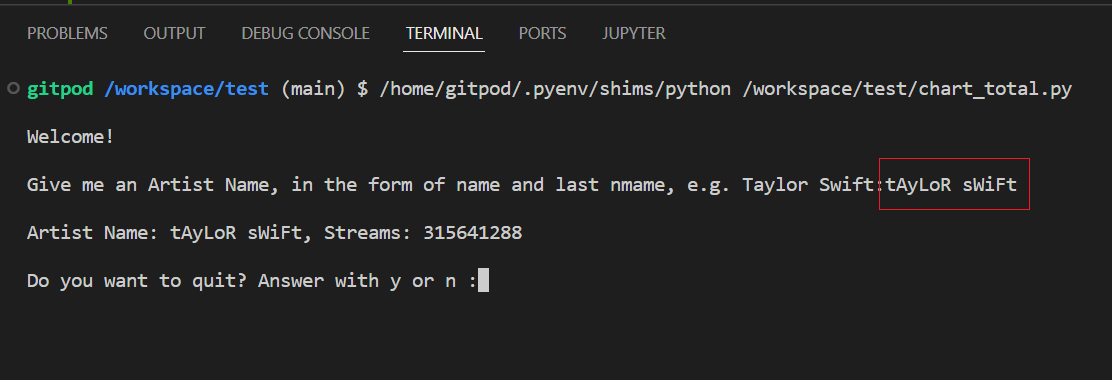 PROBLEMS OUTPUT DEBUG CONSOLE TERMINAL PORTS JUPYTER
gitpod /workspace/test (main) $ /home/gitpod/.pyenv/shims/python /workspace/test/chart_total.py
Welcome!
Give me an Artist Name, in the form of name and last nmame, e.g. Taylor Swift:tAyLoR sWiFt
Artist Name: tAyLoR sWiFt, Streams: 315641288
Do you want to quit? Answer with y or n :